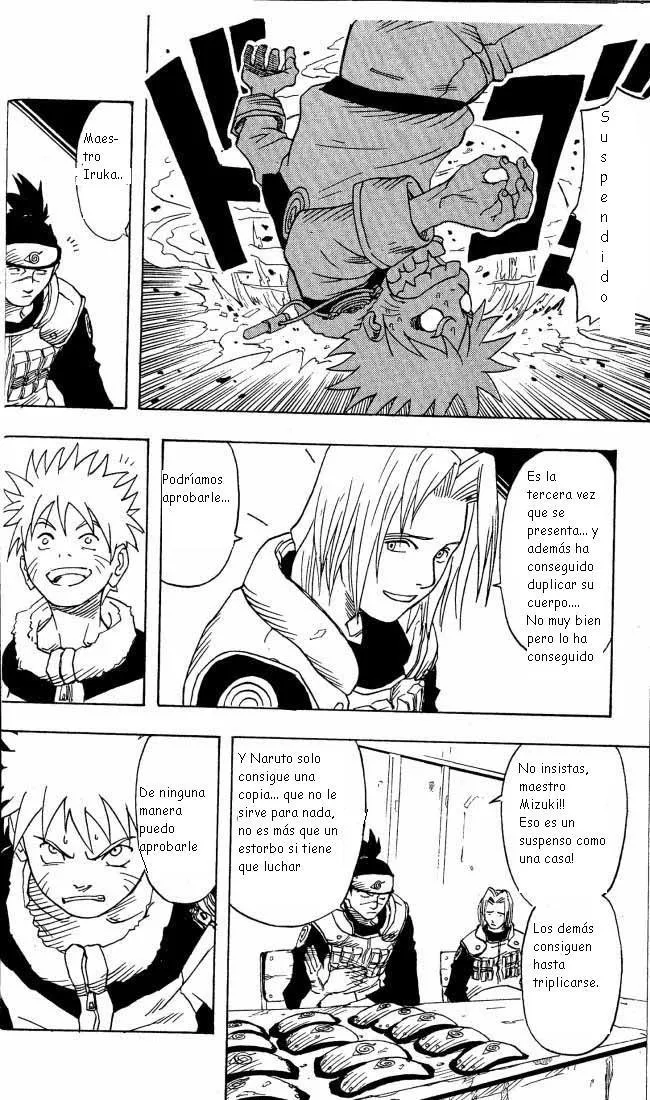 Suspendido
ドゴ
Maes-
tro
Iruka..
Es la
tercera
vez que
se
presenta... y
además ha
conseguido
duplicar su
cuerpo....
No muy bien
pero lo ha
conseguido
Podríamos
aprobarle...
No insistas,
maestro
Mizuki!!
Eso es un
suspenso como
una casa!
Los demás
consiguen
hasta
triplicarse.
Y Naruto solo
consigue una
copia... que no le
sirve para nada,
no es más que un
estorbo si tiene
que luchar
De ninguna
manera
puedo
aprobarle